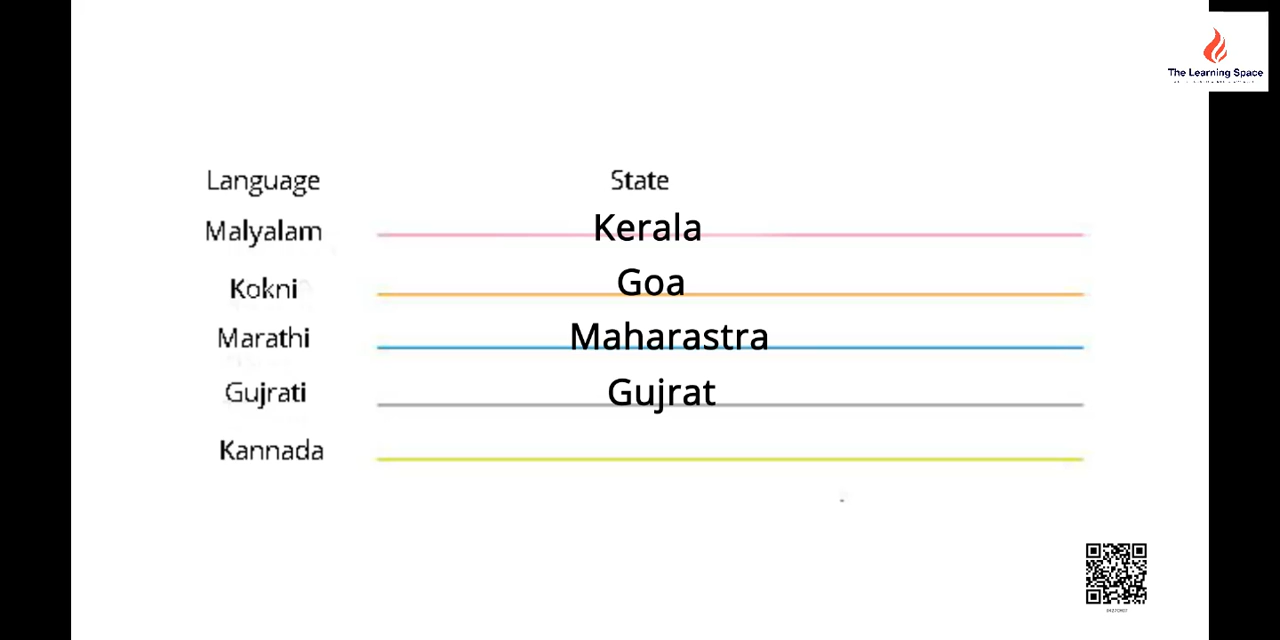 The Learning Space
Language State
Malyalam Kerala
Kokni Goa
Marathi Maharastra
Gujrati Gujrat
Kannada